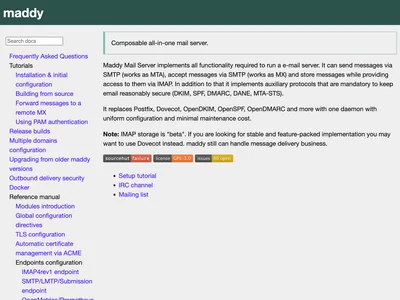 maddy
Search docs
Frequently Asked Questions
Tutorials
Installation & initial
configuration
Building from source
Forward messages to a
remote MX
Using PAM authentication
Release builds
Multiple domains
configuration
Upgrading from older maddy
versions
Outbound delivery security
Docker
Reference manual
Modules introduction
Global configuration
directives
TLS configuration
Automatic certificate
management via ACME
Endpoints configuration
IMAP4rev1 endpoint
SMTP/LMTP/Submission
endpoint
OpenMetrics/Prometheus
Composable all-in-one mail server.
Maddy Mail Server implements all functionality required to run a e-mail server. It can send messages via
SMTP (works as MTA), accept messages via SMTP (works as MX) and store messages while providing
access to them via IMAP. In addition to that it implements auxiliary protocols that are mandatory to keep
email reasonably secure (DKIM, SPF, DMARC, DANE, MTA-STS).
It replaces Postfix, Dovecot, OpenDKIM, OpenSPF, OpenDMARC and more with one daemon with
uniform configuration and minimal maintenance cost.
Note: IMAP storage is "beta". If you are looking for stable and feature-packed implementation you may
want to use Dovecot instead. maddy still can handle message delivery business.
sourcehut failure license GPL-3.0 issues open
Setup tutorial
IRC channel
Mailing list